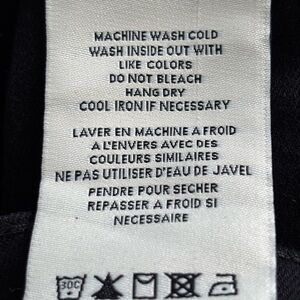 MACHINE WASH COLD
WASH INSIDE OUT WITH
LIKE COLORS
DO NOT BLEACH
HANG DRY
COOL IRON IF NECESSARY
LAVER EN MACHINE A FROID
A L'ENVERS AVEC DES
COULEURS SIMILAIRES
NE PAS UTILISER D'EAU DE JAVEL
PENDRE POUR SECHER
REPASSER A FROID SI
NECESSAIRE
30C